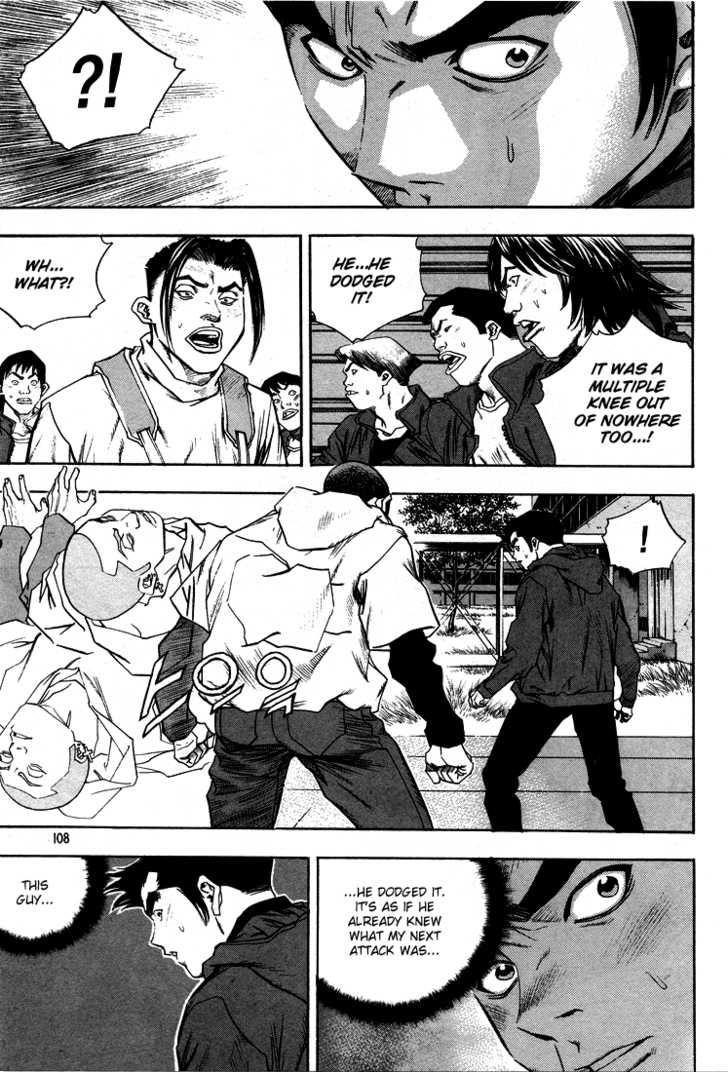 ?!
HE...HE
DODGED
IT!
IT WAS A
MULTIPLE
KNEE OUT
OF NOWHERE
TOO...!
WH...
WHAT?!
!
108
...HE DODGED IT.
IT'S AS IF HE
ALREADY KNEW
WHAT MY NEXT
ATTACK WAS...
THIS
GUY...